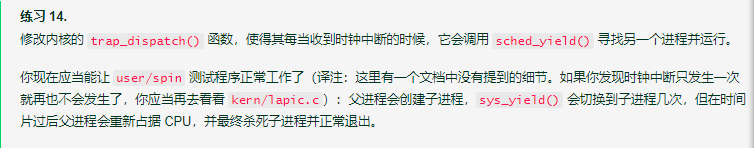 练习 14.
修改内核的 trap_dispatch() 函数，使得其每当收到时钟中断的时候，它会调用 sched_yield() 寻找另一个进程并运行。
你现在应当能让 user/spin 测试程序正常工作了（译注：这里有一个文档中没有提到的细节。如果你发现时钟中断只发生一次
就再也不会发生了，你应当再去看看 kern/lapic.c）：父进程会创建子进程，sys_yield() 会切换到子进程几次，但在时间
片过后父进程会重新占据 CPU，并最终杀死子进程并正常退出。